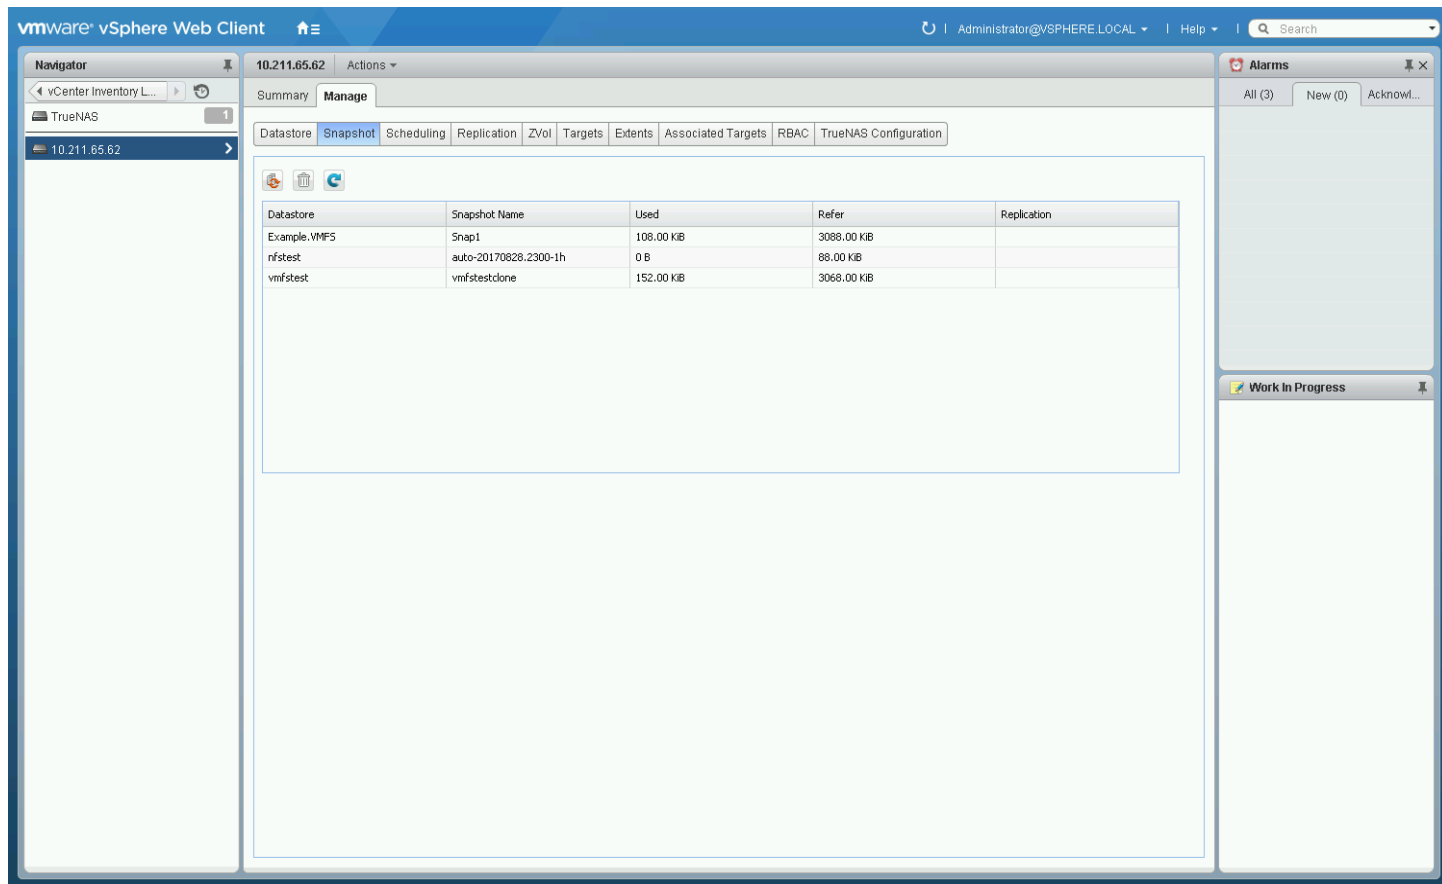 vmware® vSphere Web Client
Administrator@VSPHERE.LOCAL
Help
Search
Navigator
vCenter Inventory L...
TrueNAS 1
10.211.65.62
10.211.65.62 Actions
Summary Manage
Datastore Snapshot Scheduling Replication ZVol Targets Extents Associated Targets RBAC TrueNAS Configuration
Datastore Snapshot Name Used Refer Replication
Example.VMFS Snap1 108.00 KiB 3088.00 KiB
nfstest auto-20170828.2300-1h 0 B 88.00 KiB
vmfstest vmfstestclone 152.00 KiB 3068.00 KiB
Alarms
All (3) New (0) Acknowl...
Work In Progress